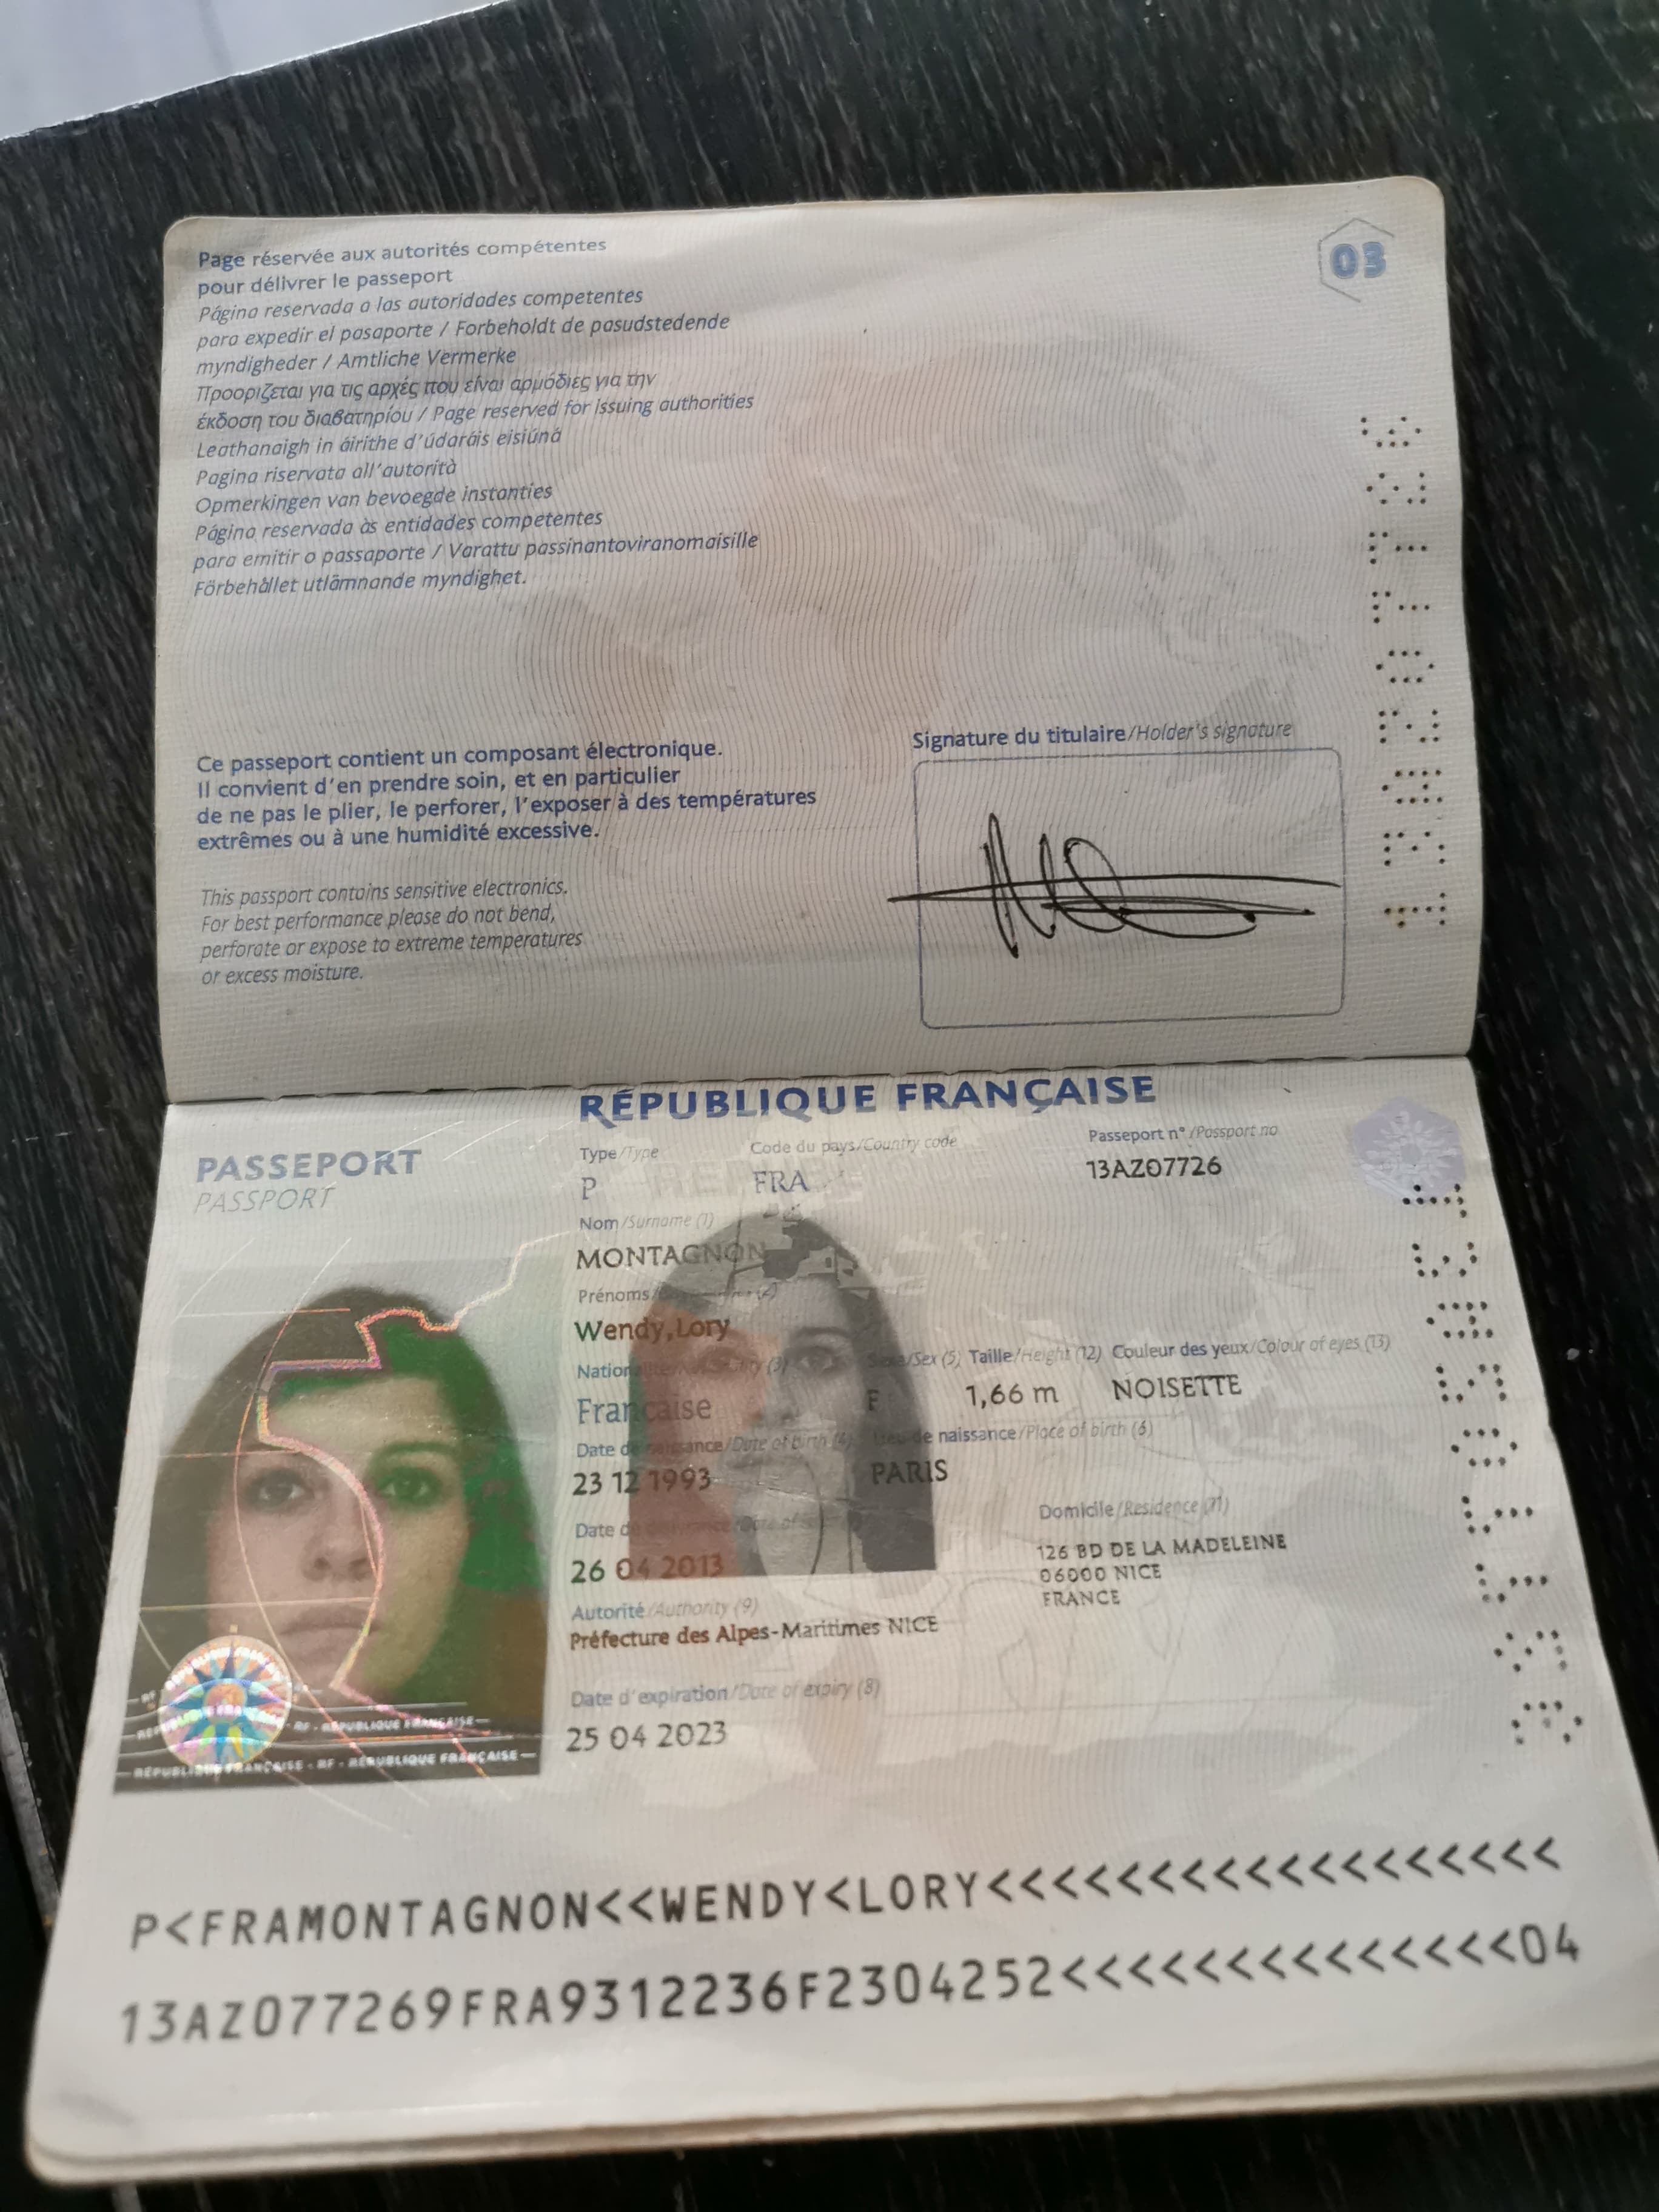 03
Page réservée aux autorités compétentes
pour délivrer le passeport
Página reservada a las autoridades competentes
para expedir el pasaporte / Forbeholdt de pasudstedende
myndigheder / Amtliche Vermerke
Προορίζεται για τις αρχές που είναι αρμόδιες για την
έκδοση του διαβατηρίου / Page reserved for issuing authorities
Leathanaigh in áirithe d'údaráis eisiúná
Pagina riservata all'autorità
Opmerkingen van bevoegde instanties
Página reservada às entidades competentes
para emitir o passaporte / Varattu passinantoviranomaisille
Förbehållet utlämnande myndighet.
Signature du titulaire/Holder's signature
Ce passeport contient un composant électronique.
Il convient d'en prendre soin, et en particulier
de ne pas le plier, le perforer, l'exposer à des températures
extrêmes ou à une humidité excessive.
This passport contains sensitive electronics.
For best performance please do not bend,
perforate or expose to extreme temperatures
or excess moisture.
RÉPUBLIQUE FRANÇAISE
PASSEPORT
PASSPORT
Type/Type Code du pays/Country code Passeport n°/Passport no
P FRA 13AZ07726
Nom/Surname (1)
MONTAGNON
Prénoms
Wendy,Lory
Sex (5) Taille/Height (12) Couleur des yeux/Colour of eyes (13)
Française F 1,66 m NOISETTE
Date de naissance/Date of birth (4) Lieu de naissance/Place of birth (6)
23 12 1993 PARIS
Date de Domicile/Residence (11)
26 04 2013 126 BD DE LA MADELEINE
06000 NICE
FRANCE
Autorité/Authority (9)
Préfecture des Alpes-Maritimes NICE
Date d'expiration/Date of expiry (8)
25 04 2023
RF - RÉPUBLIQUE FRANÇAISE
RÉPUBLIQUE FRANÇAISE - RF - RÉPUBLIQUE FRANÇAISE
P<FRAMONTAGNON<<WENDY<LORY<<<<<<<<<<<<<<<<<<
13AZ077269FRA9312236F2304252<<<<<<<<<<<<<<04